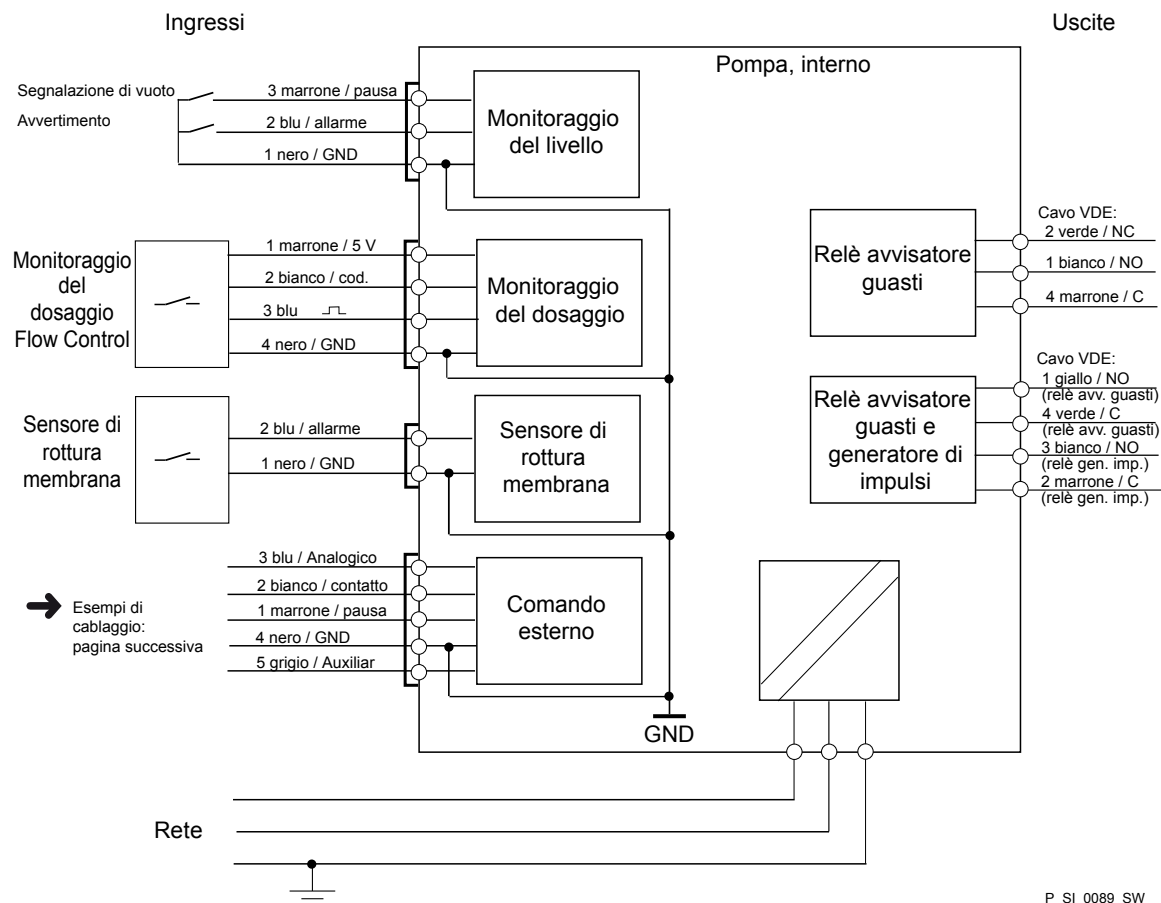 Ingressi
Uscite
Pompa, interno
Segnalazione di vuoto
Avvertimento
3 marrone / pausa
2 blu / allarme
1 nero / GND
Monitoraggio
del livello
Monitoraggio
del
dosaggio
Flow Control
1 marrone / 5 V
2 bianco / cod.
3 blu
4 nero / GND
Monitoraggio
del dosaggio
Sensore di
rottura
membrana
2 blu / allarme
1 nero / GND
Sensore di
rottura
membrana
Esempi di
cablaggio:
pagina successiva
3 blu / Analogico
2 bianco / contatto
1 marrone / pausa
4 nero / GND
5 grigio / Auxiliar
Comando
esterno
GND
Relè avvisatore
guasti
Cavo VDE:
2 verde / NC
1 bianco / NO
4 marrone / C
Relè avvisatore
guasti e
generatore di
impulsi
Cavo VDE:
1 giallo / NO
(relè avv. guasti)
4 verde / C
(relè avv. guasti)
3 bianco / NO
(relè gen. imp.)
2 marrone / C
(relè gen. imp.)
Rete
P_SI_0089_SW